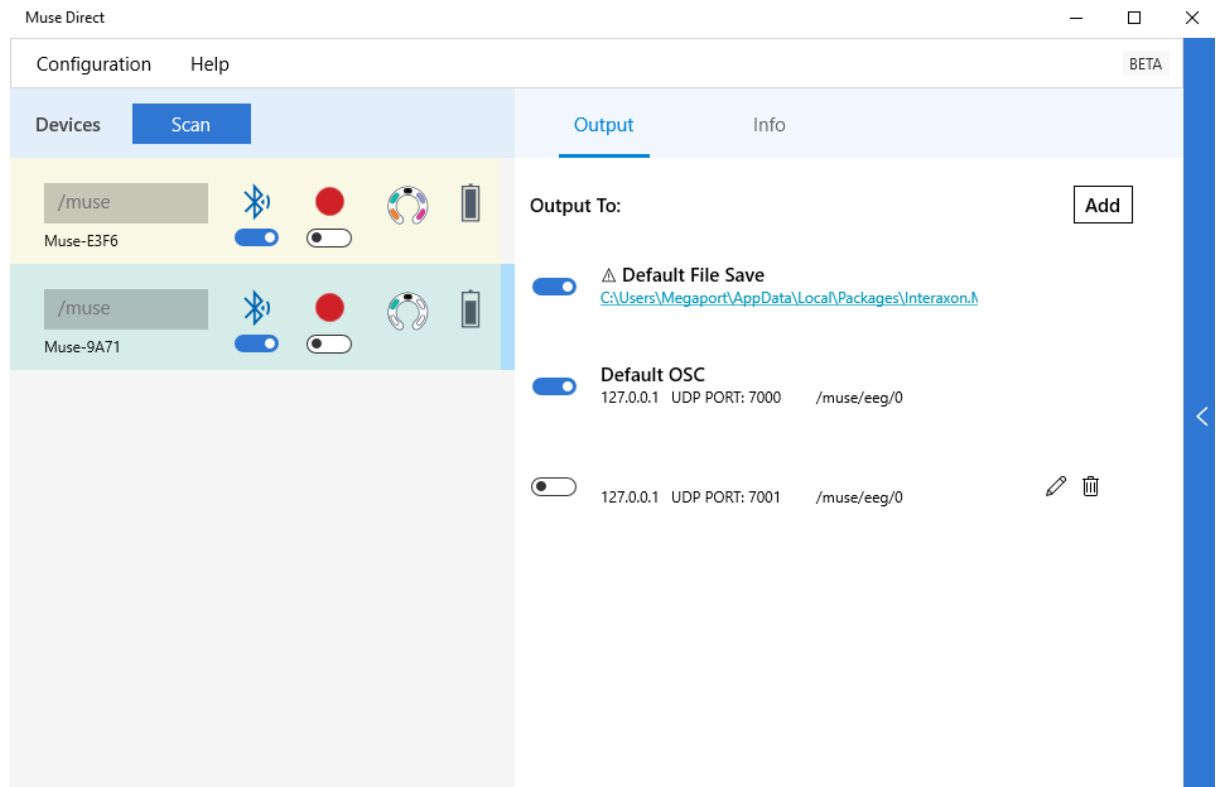 Muse Direct
Configuration Help
BETA
Devices Scan
Output Info
/muse
Muse-E3F6
/muse
Muse-9A71
Output To:
Add
Default File Save
C:\Users\Megaport\AppData\Local\Packages\Interaxon.M
Default OSC
127.0.0.1 UDP PORT: 7000 /muse/eeg/0
127.0.0.1 UDP PORT: 7001 /muse/eeg/0